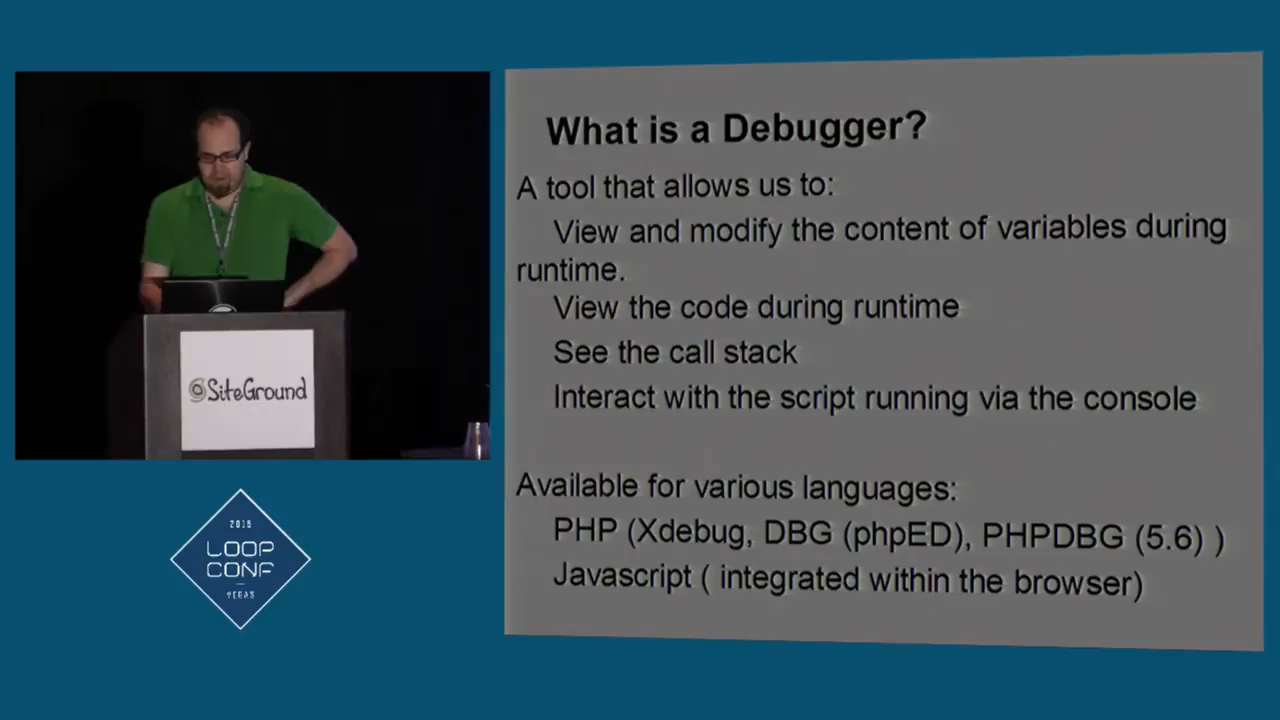 What is a Debugger?
A tool that allows us to:
View and modify the content of variables during
runtime.
View the code during runtime
See the call stack
Interact with the script running via the console
Available for various languages:
PHP (Xdebug, DBG (phpED), PHPDBG (5.6) )
Javascript ( integrated within the browser)
SiteGround
2015
LOOP
CONF
VEGAS